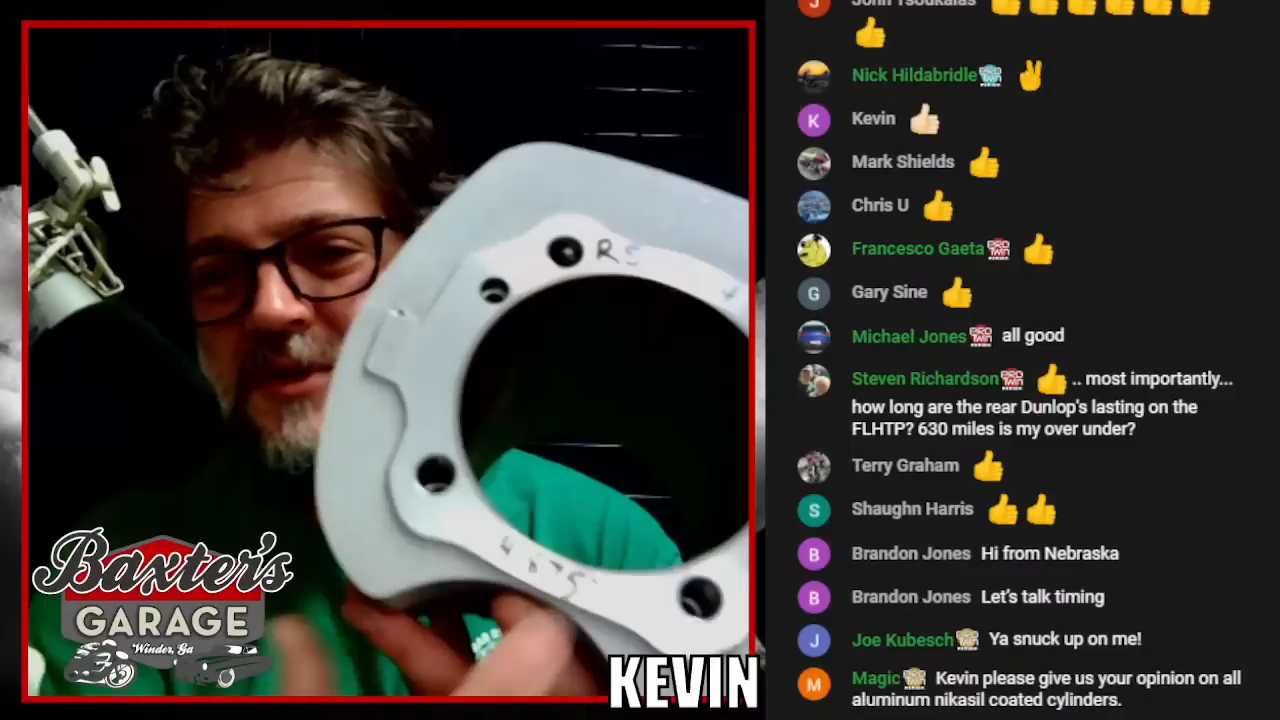 John Tsoukalas
Nick Hildabridle
K
Kevin
Mark Shields
Chris U
Francesco Gaeta
G
Gary Sine
Michael Jones all good
Steven Richardson .. most importantly...
how long are the rear Dunlop's lasting on the
FLHTP? 630 miles is my over under?
Terry Graham
S
Shaughn Harris
B
Brandon Jones Hi from Nebraska
B
Brandon Jones Let's talk timing
J
Joe Kubesch Ya snuck up on me!
M
Magic Kevin please give us your opinion on all
aluminum nikasil coated cylinders.
RS
Baxter's
GARAGE
Winder, Ga
KEVIN